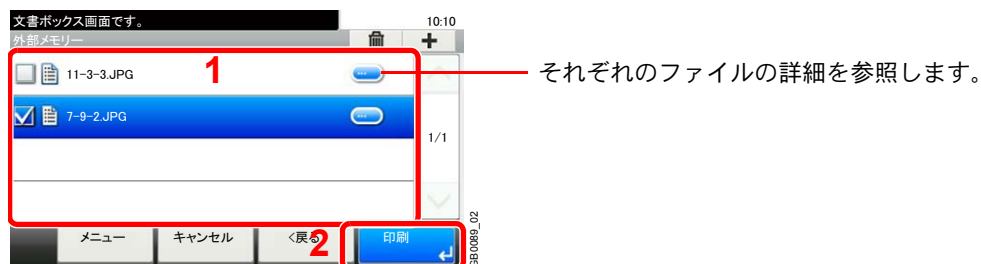 文書ボックス画面です。 10:10
外部メモリー
11-3-3.JPG 1 ... それぞれのファイルの詳細を参照します。
7-9-2.JPG ...
1/1
メニュー キャンセル <戻る 2 印刷
GB0089_02